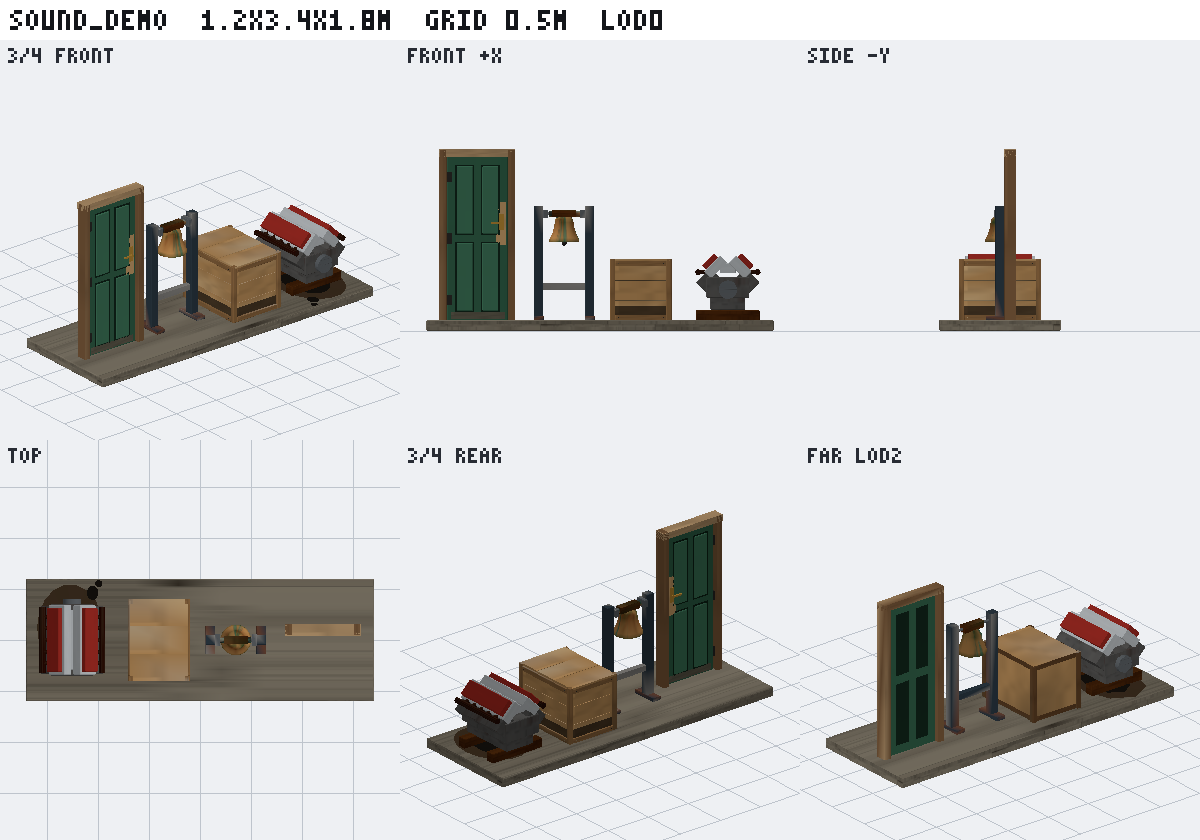 SOUND_DEMO 1.2X3.4X1.8M GRID 0.5M LOD0
3/4 FRONT
FRONT +X
SIDE -Y
TOP
3/4 REAR
FAR LOD2